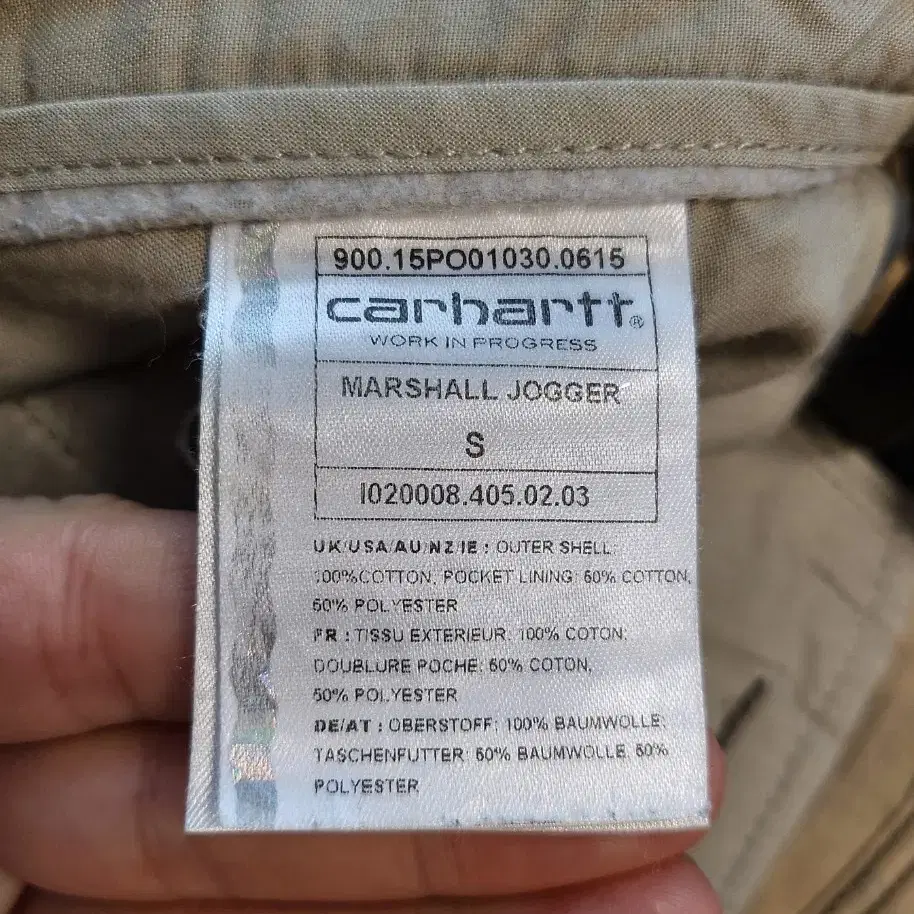 900.15PO01030.0615
carhartt®
WORK IN PROGRESS
MARSHALL JOGGER
S
I020008.405.02.03
UK/USA/AU/NZ/IE : OUTER SHELL:
100%COTTON, POCKET LINING: 50% COTTON,
50% POLYESTER
FR : TISSU EXTERIEUR: 100% COTON;
DOUBLURE POCHE: 50% COTON,
50% POLYESTER
DE/AT : OBERSTOFF: 100% BAUMWOLLE;
TASCHENFUTTER: 50% BAUMWOLLE, 50%
POLYESTER